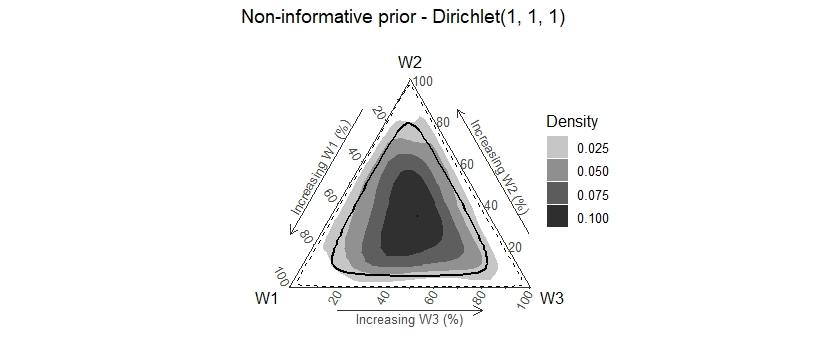 Non-informative prior - Dirichlet(1, 1, 1)
W2
100
20
80
Increasing W1 (%)
Increasing W2 (%)
40
60
60
40
80
20
100
W1
W3
20
40
60
80
100
Increasing W3 (%)
Density
0.025
0.050
0.075
0.100